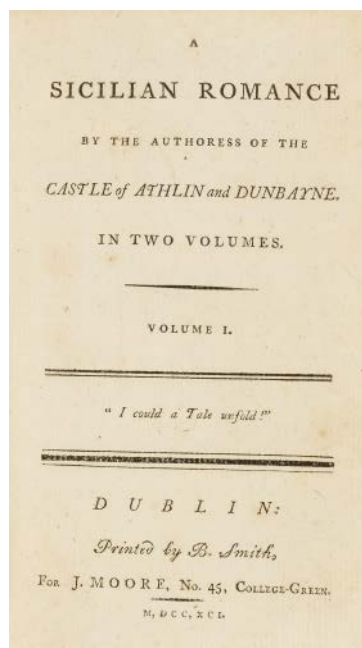 A
SICILIAN ROMANCE
BY THE AUTHORESS OF THE
CASTLE of ATHLIN and DUNBAYNE.
IN TWO VOLUMES.
VOLUME I.
" I could a Tale unfold!"
DUBLIN:
Printed by B. Smith,
FOR J. MOORE, No. 45, COLLEGE-GREEN.
M,DCC,XCI.